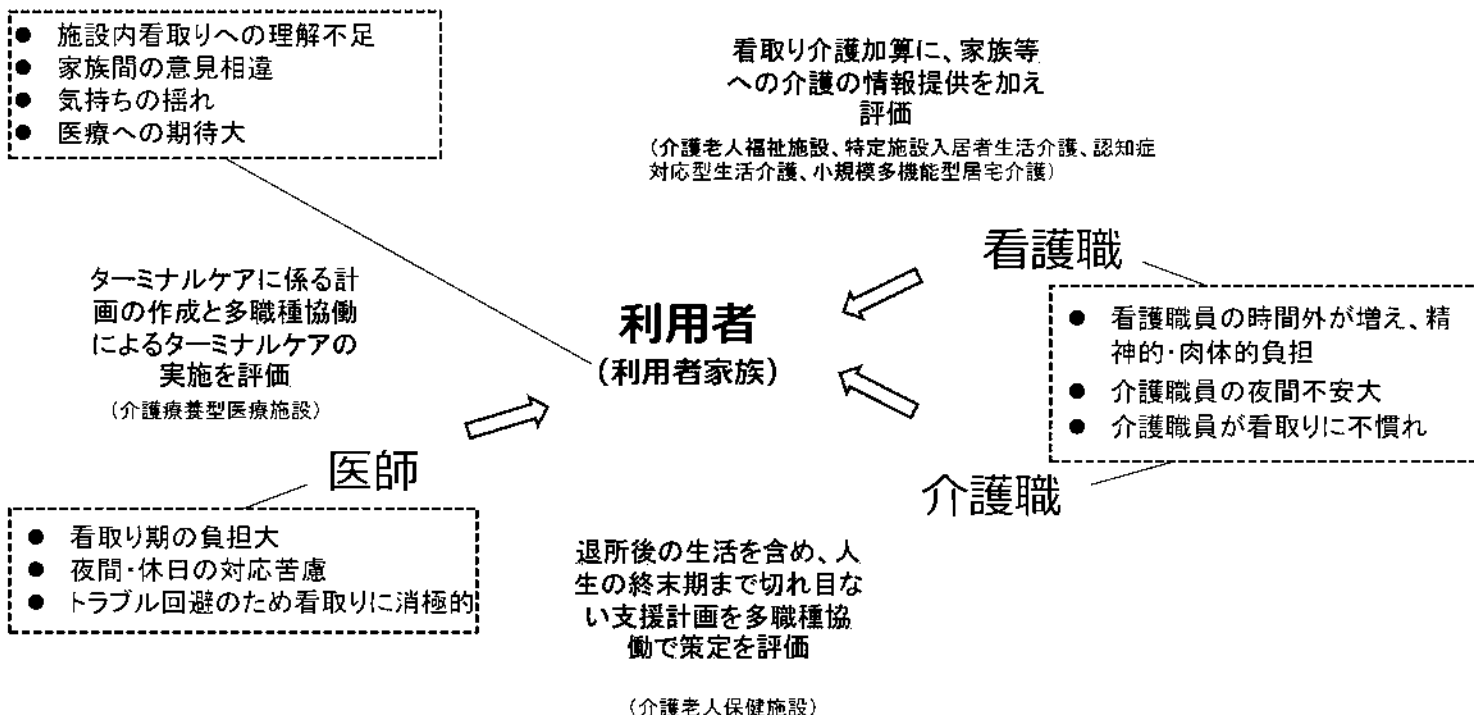 ● 施設内看取りへの理解不足
● 家族間の意見相違
● 気持ちの揺れ
● 医療への期待大
看取り介護加算に、家族等
への介護の情報提供を加え
評価
（介護老人福祉施設、特定施設入居者生活介護、認知症
対応型生活介護、小規模多機能型居宅介護）
看護職
ターミナルケアに係る計
画の作成と多職種協働
によるターミナルケアの
実施を評価
（介護療養型医療施設）
利用者
（利用者家族）
● 看護職員の時間外が増え、精
神的・肉体的負担
● 介護職員の夜間不安大
● 介護職員が看取りに不慣れ
医師
介護職
● 看取り期の負担大
● 夜間・休日の対応苦慮
● トラブル回避のため看取りに消極的
退所後の生活を含め、人
生の終末期まで切れ目な
い支援計画を多職種協
働で策定を評価
（介護老人保健施設）